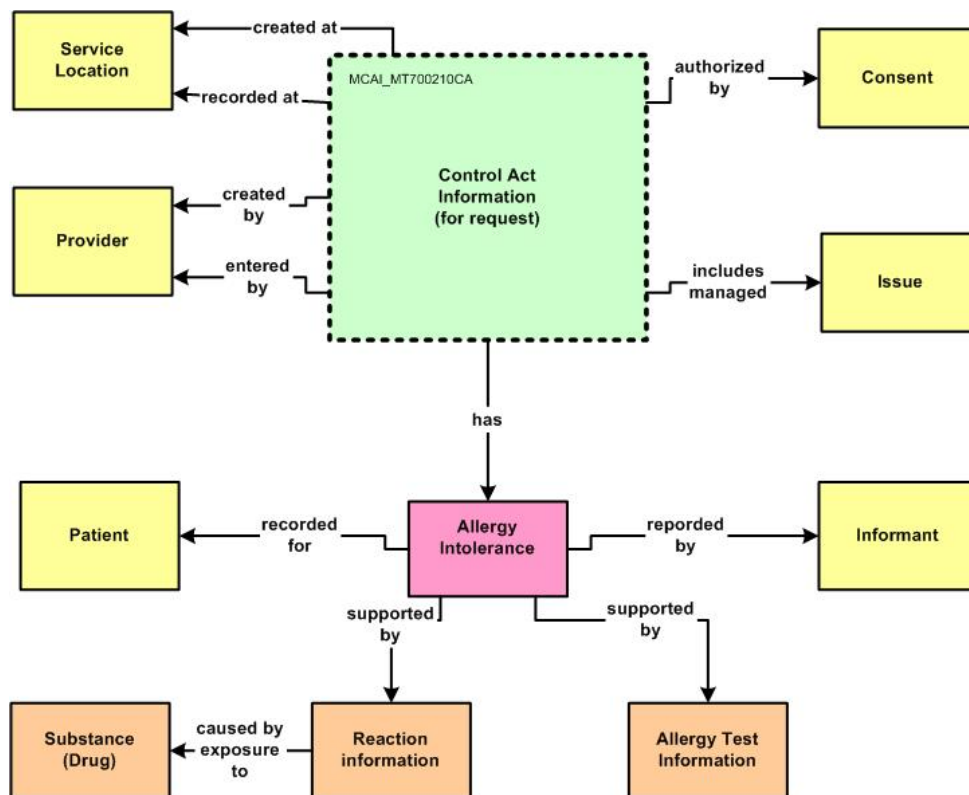 Service
Location
created at
recorded at
MCAI_MT700210CA
Control Act
Information
(for request)
authorized
by
Consent
Provider
created
by
entered
by
includes
managed
Issue
has
Patient
recorded
for
Allergy
Intolerance
reporded
by
Informant
supported
by
supported
by
Substance
(Drug)
caused by
exposure
to
Reaction
information
Allergy Test
Information